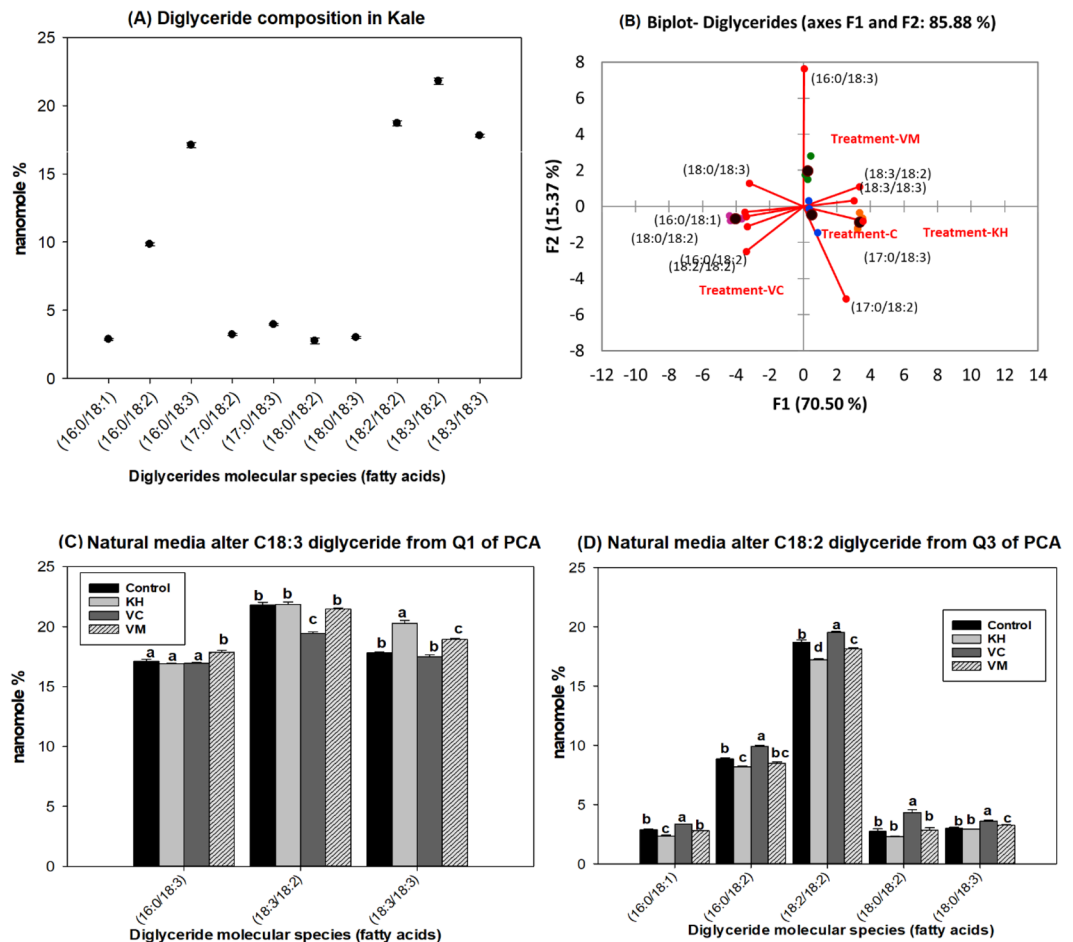 (A) Diglyceride composition in Kale
25
20
15
10
5
0
nanomole %
(16:0/18:1)
(16:0/18:2)
(16:0/18:3)
(17:0/18:2)
(17:0/18:3)
(18:0/18:2)
(18:0/18:3)
(18:2/18:2)
(18:3/18:2)
(18:3/18:3)
Diglycerides molecular species (fatty acids)
(B) Biplot- Diglycerides (axes F1 and F2: 85.88 %)
8
6
4
2
0
-2
-4
-6
-8
F2 (15.37 %)
(16:0/18:3)
Treatment-VM
(18:0/18:3)
(18:3/18:2)
(18:3/18:3)
(16:0/18:1)
(18:0/18:2)
Treatment-C
Treatment-KH
(16:0/18:2)
(18:2/18:2)
(17:0/18:3)
Treatment-VC
(17:0/18:2)
-12 -10 -8 -6 -4 -2 0 2 4 6 8 10 12 14
F1 (70.50 %)
(C) Natural media alter C18:3 diglyceride from Q1 of PCA
25
20
15
10
5
0
nanomole %
Control
KH
VC
VM
a a a b
b b c b
b a b c
(16:0/18:3)
(18:3/18:2)
(18:3/18:3)
Diglyceride molecular species (fatty acids)
(D) Natural media alter C18:2 diglyceride from Q3 of PCA
25
20
15
10
5
0
nanomole %
Control
KH
VC
VM
b c a b
b c a bc
b d a c
b b a b
b b a c
(16:0/18:1)
(16:0/18:2)
(18:2/18:2)
(18:0/18:2)
(18:0/18:3)
Diglyceride molecular species (fatty acids)